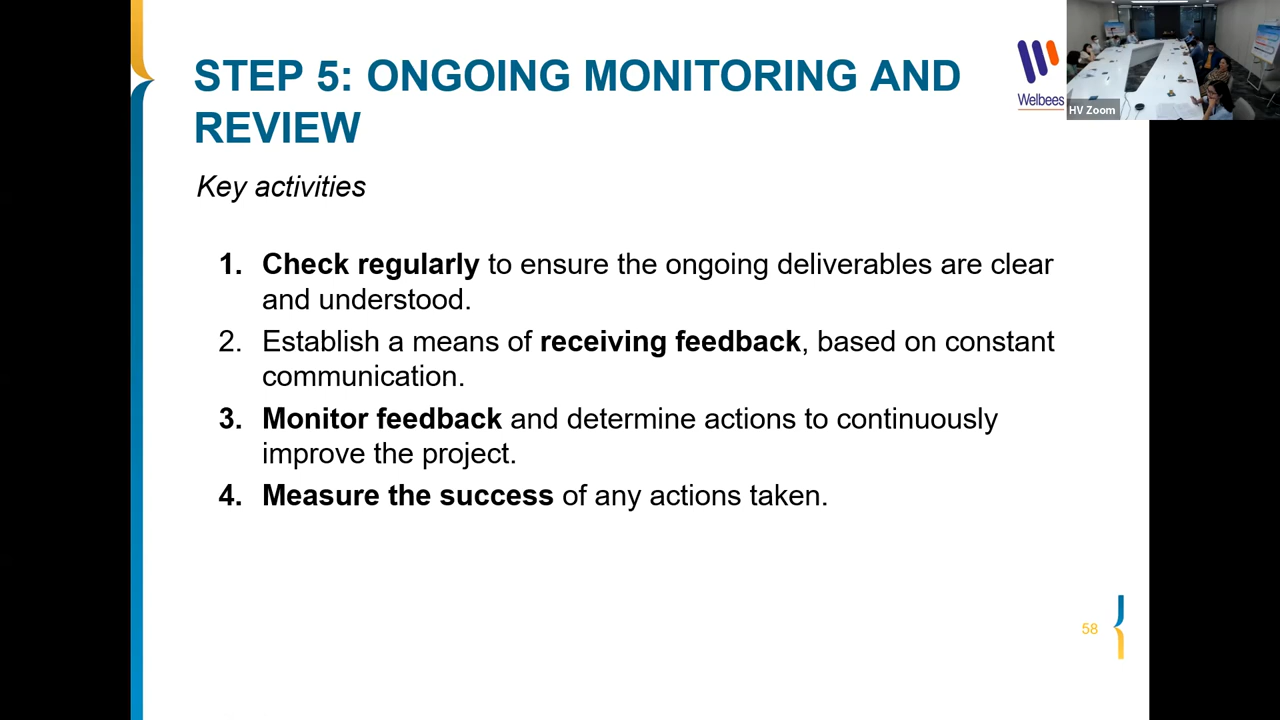 STEP 5: ONGOING MONITORING AND
REVIEW
Welbees
HV Zoom
Key activities
1. Check regularly to ensure the ongoing deliverables are clear
and understood.
2. Establish a means of receiving feedback, based on constant
communication.
3. Monitor feedback and determine actions to continuously
improve the project.
4. Measure the success of any actions taken.
58